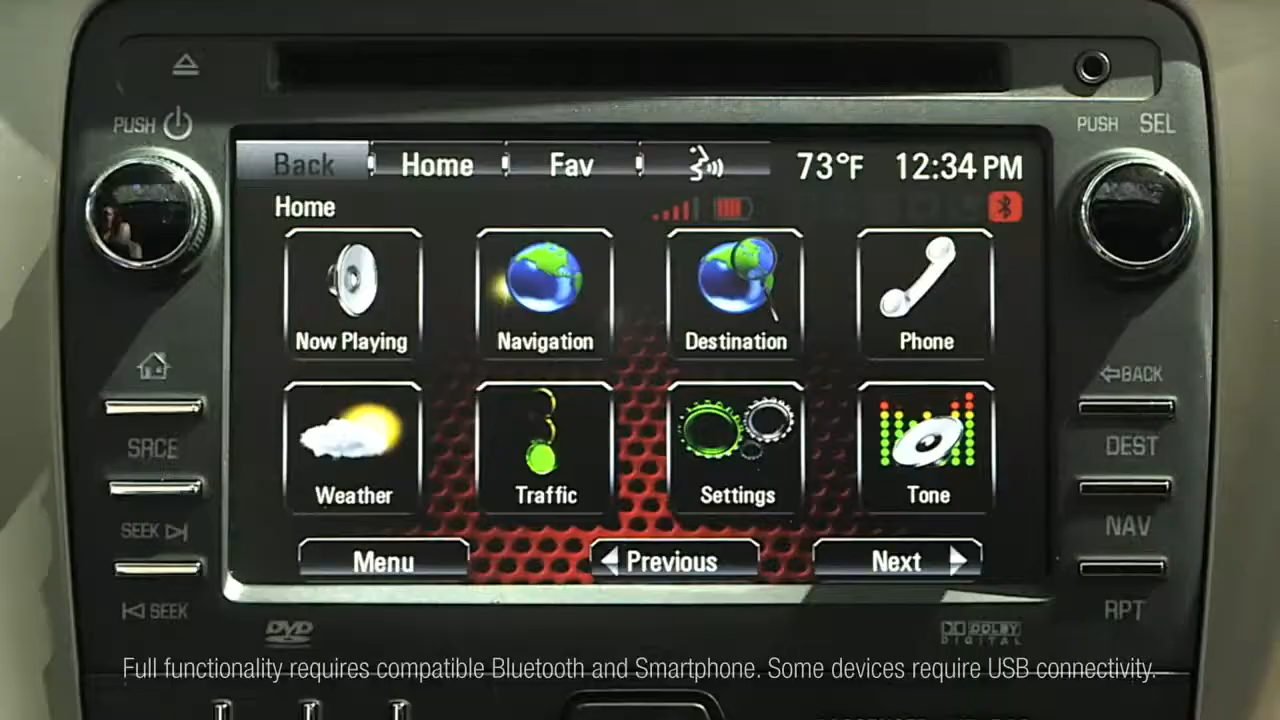 PUSH
PUSH SEL
Back Home Fav 73°F 12:34 PM
Home
Now Playing Navigation Destination Phone
BACK
SRCE
DEST
Weather Traffic Settings Tone
SEEK
NAV
Menu Previous Next
SEEK
RPT
DVD
DOLBY
DIGITAL
Full functionality requires compatible Bluetooth and Smartphone. Some devices require USB connectivity.